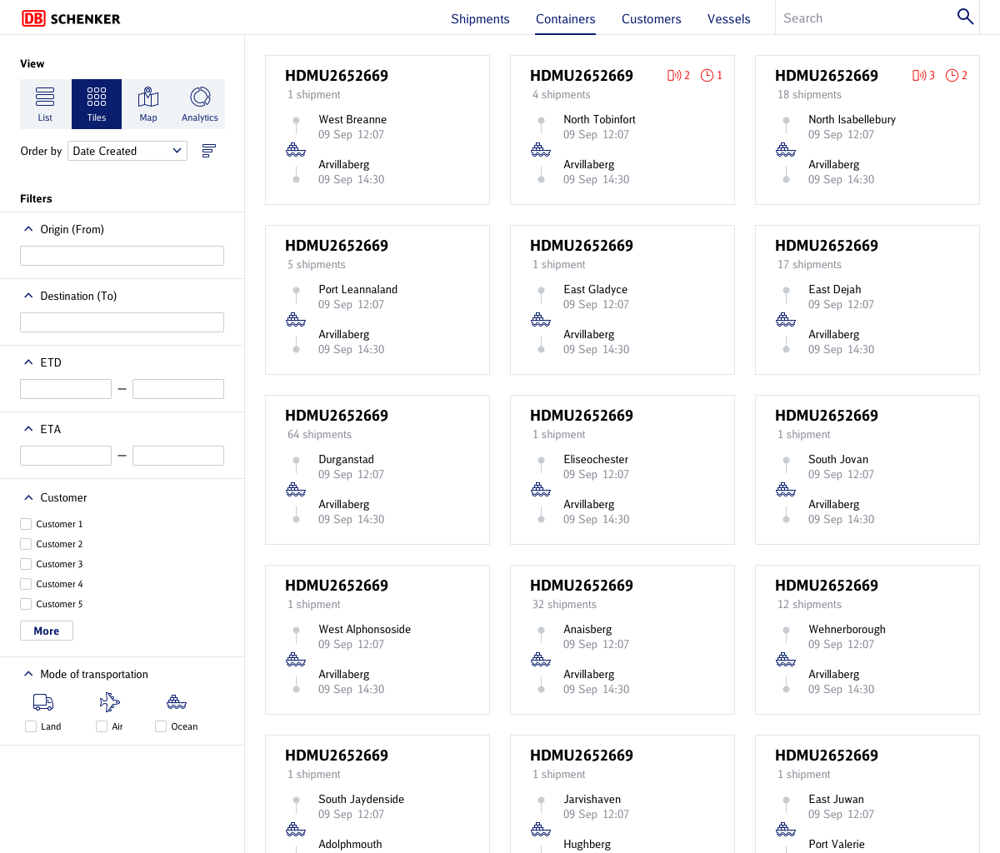 DB SCHENKER
Shipments Containers Customers Vessels Search
View
List Tiles Map Analytics
Order by Date Created
Filters
Origin (From)
Destination (To)
ETD
–
ETA
–
Customer
Customer 1
Customer 2
Customer 3
Customer 4
Customer 5
More
Mode of transportation
Land Air Ocean
HDMU2652669
1 shipment
West Breanne
09 Sep 12:07
Arvillaberg
09 Sep 14:30
HDMU2652669 2 1
4 shipments
North Tobinfort
09 Sep 12:07
Arvillaberg
09 Sep 14:30
HDMU2652669 3 2
18 shipments
North Isabellebury
09 Sep 12:07
Arvillaberg
09 Sep 14:30
HDMU2652669
5 shipments
Port Leannaland
09 Sep 12:07
Arvillaberg
09 Sep 14:30
HDMU2652669
1 shipment
East Gladyce
09 Sep 12:07
Arvillaberg
09 Sep 14:30
HDMU2652669
17 shipments
East Dejah
09 Sep 12:07
Arvillaberg
09 Sep 14:30
HDMU2652669
64 shipments
Durganstad
09 Sep 12:07
Arvillaberg
09 Sep 14:30
HDMU2652669
1 shipment
Eliseochester
09 Sep 12:07
Arvillaberg
09 Sep 14:30
HDMU2652669
1 shipment
South Jovan
09 Sep 12:07
Arvillaberg
09 Sep 14:30
HDMU2652669
1 shipment
West Alphonsoside
09 Sep 12:07
Arvillaberg
09 Sep 14:30
HDMU2652669
32 shipments
Anaisberg
09 Sep 12:07
Arvillaberg
09 Sep 14:30
HDMU2652669
12 shipments
Wehnerborough
09 Sep 12:07
Arvillaberg
09 Sep 14:30
HDMU2652669
1 shipment
South Jaydenside
09 Sep 12:07
Adolphmouth
HDMU2652669
1 shipment
Jarvishaven
09 Sep 12:07
Hughberg
HDMU2652669
1 shipment
East Juwan
09 Sep 12:07
Port Valerie